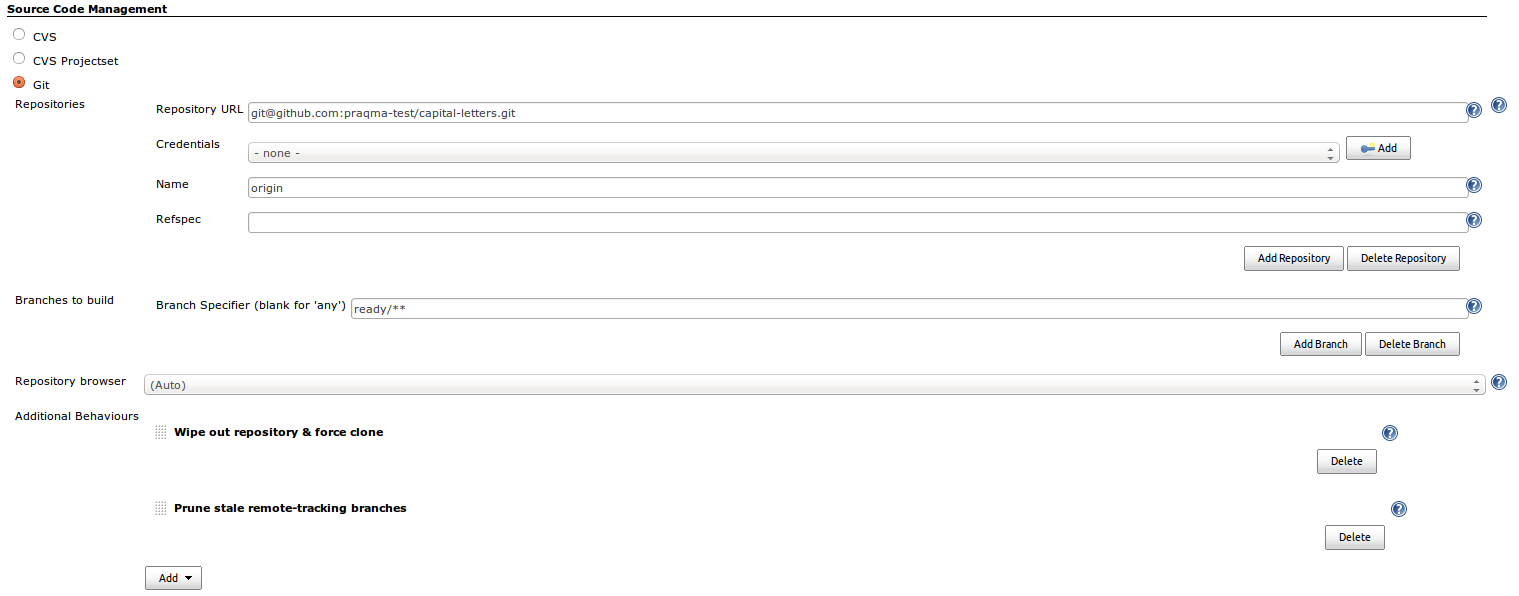 Source Code Management
CVS
CVS Projectset
Git
Repositories
Repository URL git@github.com:praqma-test/capital-letters.git ? ?
Credentials - none - Add
Name origin ?
Refspec ?
Add Repository Delete Repository
Branches to build Branch Specifier (blank for 'any') ready/** ?
Add Branch Delete Branch
Repository browser (Auto) ?
Additional Behaviours
Wipe out repository & force clone ?
Delete
Prune stale remote-tracking branches ?
Delete
Add